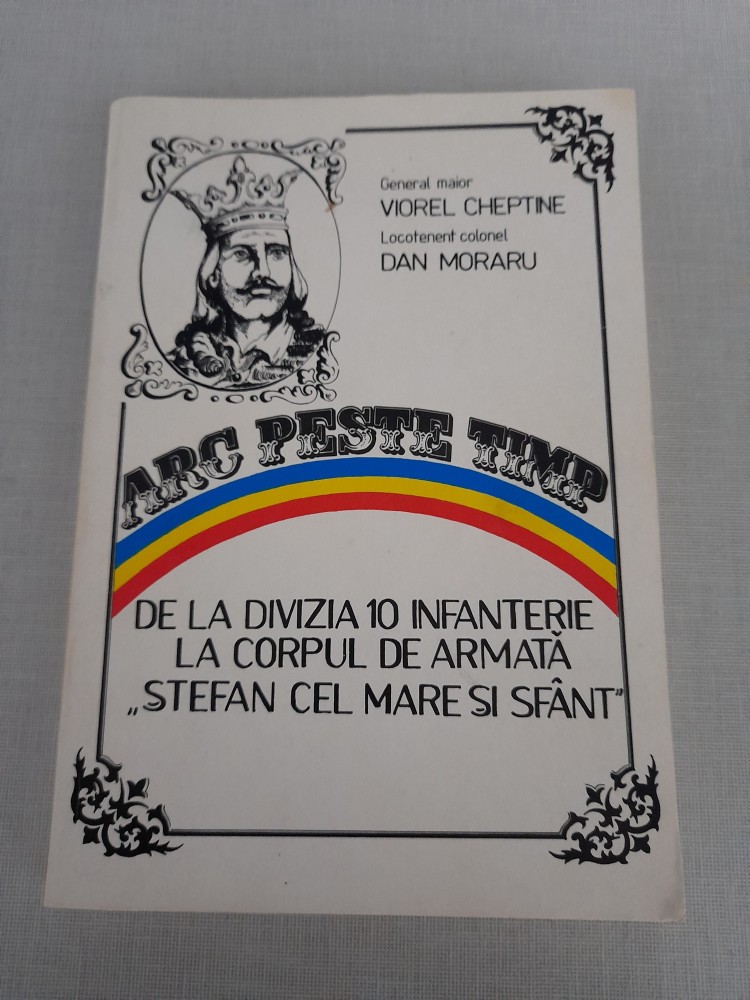 General maior
VIOREL CHEPTINE
Locotenent colonel
DAN MORARU
ARC PESTE TIMP
DE LA DIVIZIA 10 INFANTERIE
LA CORPUL DE ARMATĂ
„STEFAN CEL MARE ȘI SFÂNT”